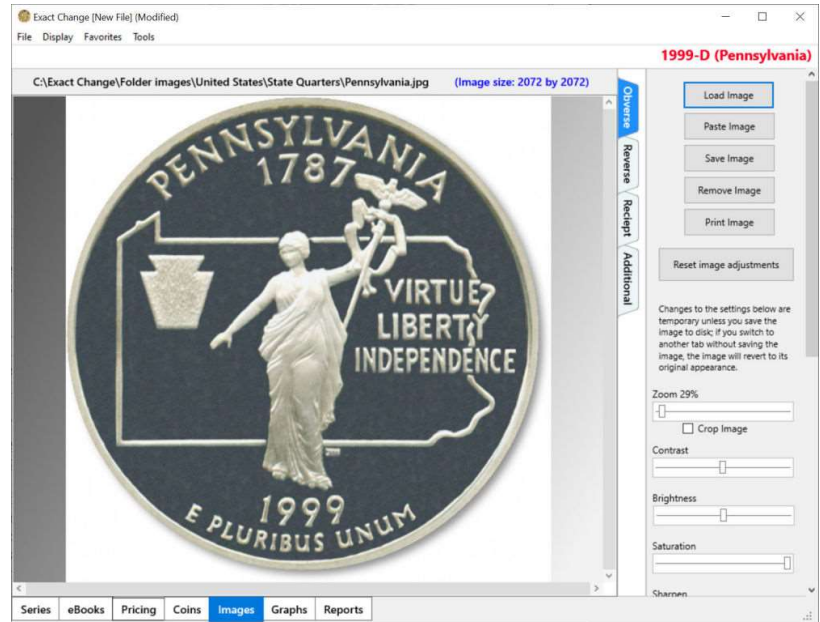 Exact Change [New File] (Modified)
File Display Favorites Tools
1999-D (Pennsylvania)
C:\Exact Change\Folder images\United States\State Quarters\Pennsylvania.jpg (Image size: 2072 by 2072)
PENNSYLVANIA
1787
VIRTUE
LIBERTY
INDEPENDENCE
1999
E PLURIBUS UNUM
Obverse
Reverse
Reciept
Additional
Load Image
Paste Image
Save Image
Remove Image
Print Image
Reset image adjustments
Changes to the settings below are
temporary unless you save the
image to disk; if you switch to
another tab without saving the
image, the image will revert to its
original appearance.
Zoom 29%
Crop Image
Contrast
Brightness
Saturation
Sharpen
Series eBooks Pricing Coins Images Graphs Reports